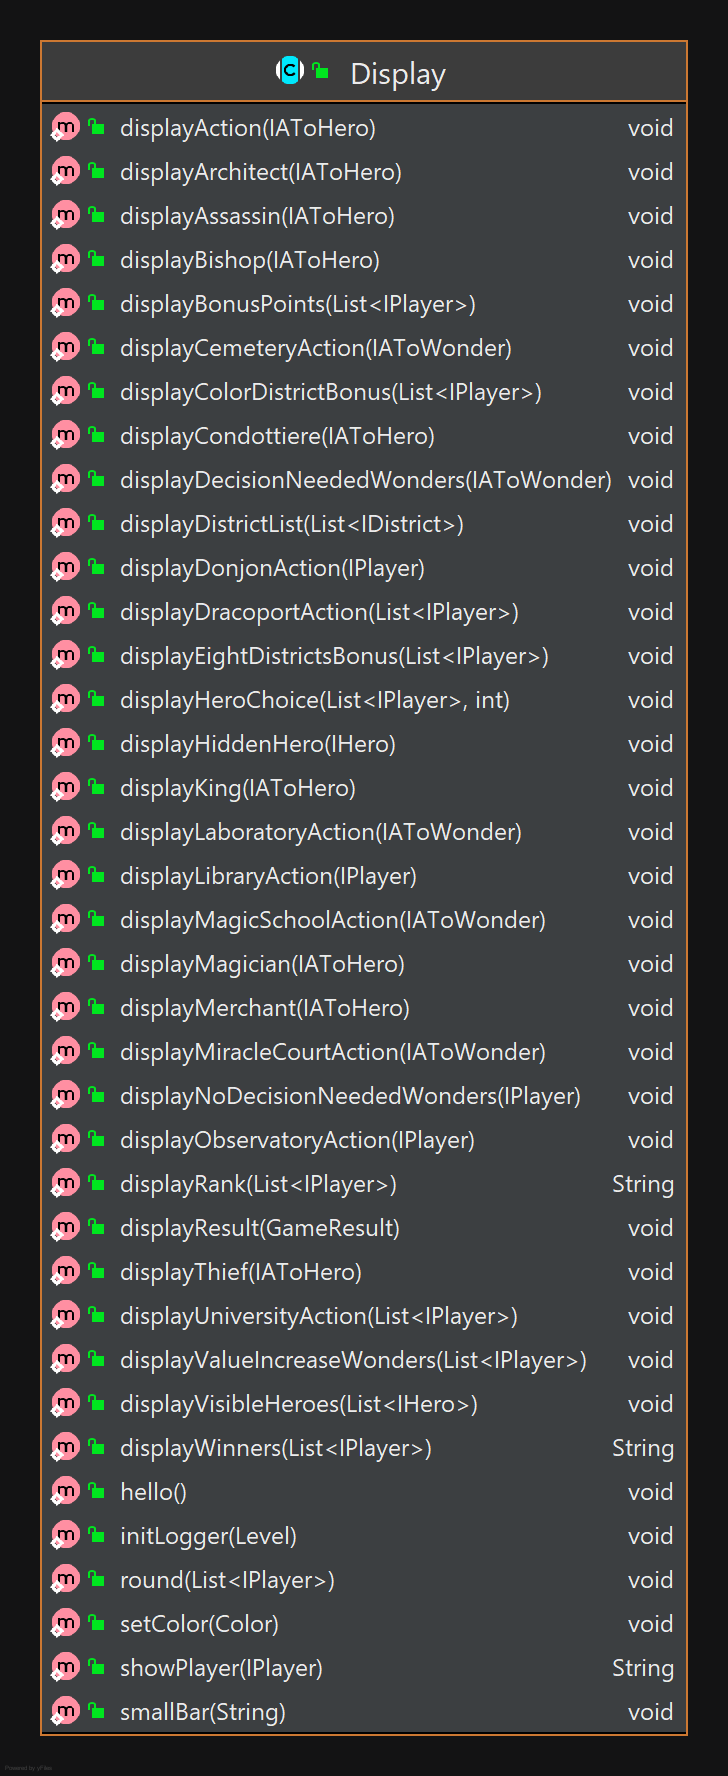 Display
displayAction(IAToHero) void
displayArchitect(IAToHero) void
displayAssassin(IAToHero) void
displayBishop(IAToHero) void
displayBonusPoints(List<IPlayer>) void
displayCemeteryAction(IAToWonder) void
displayColorDistrictBonus(List<IPlayer>) void
displayCondottiere(IAToHero) void
displayDecisionNeededWonders(IAToWonder) void
displayDistrictList(List<IDistrict>) void
displayDonjonAction(IPlayer) void
displayDracoportAction(List<IPlayer>) void
displayEightDistrictsBonus(List<IPlayer>) void
displayHeroChoice(List<IPlayer>, int) void
displayHiddenHero(IHero) void
displayKing(IAToHero) void
displayLaboratoryAction(IAToWonder) void
displayLibraryAction(IPlayer) void
displayMagicSchoolAction(IAToWonder) void
displayMagician(IAToHero) void
displayMerchant(IAToHero) void
displayMiracleCourtAction(IAToWonder) void
displayNoDecisionNeededWonders(IPlayer) void
displayObservatoryAction(IPlayer) void
displayRank(List<IPlayer>) String
displayResult(GameResult) void
displayThief(IAToHero) void
displayUniversityAction(List<IPlayer>) void
displayValueIncreaseWonders(List<IPlayer>) void
displayVisibleHeroes(List<IHero>) void
displayWinners(List<IPlayer>) String
hello() void
initLogger(Level) void
round(List<IPlayer>) void
setColor(Color) void
showPlayer(IPlayer) String
smallBar(String) void
Powered by yFiles